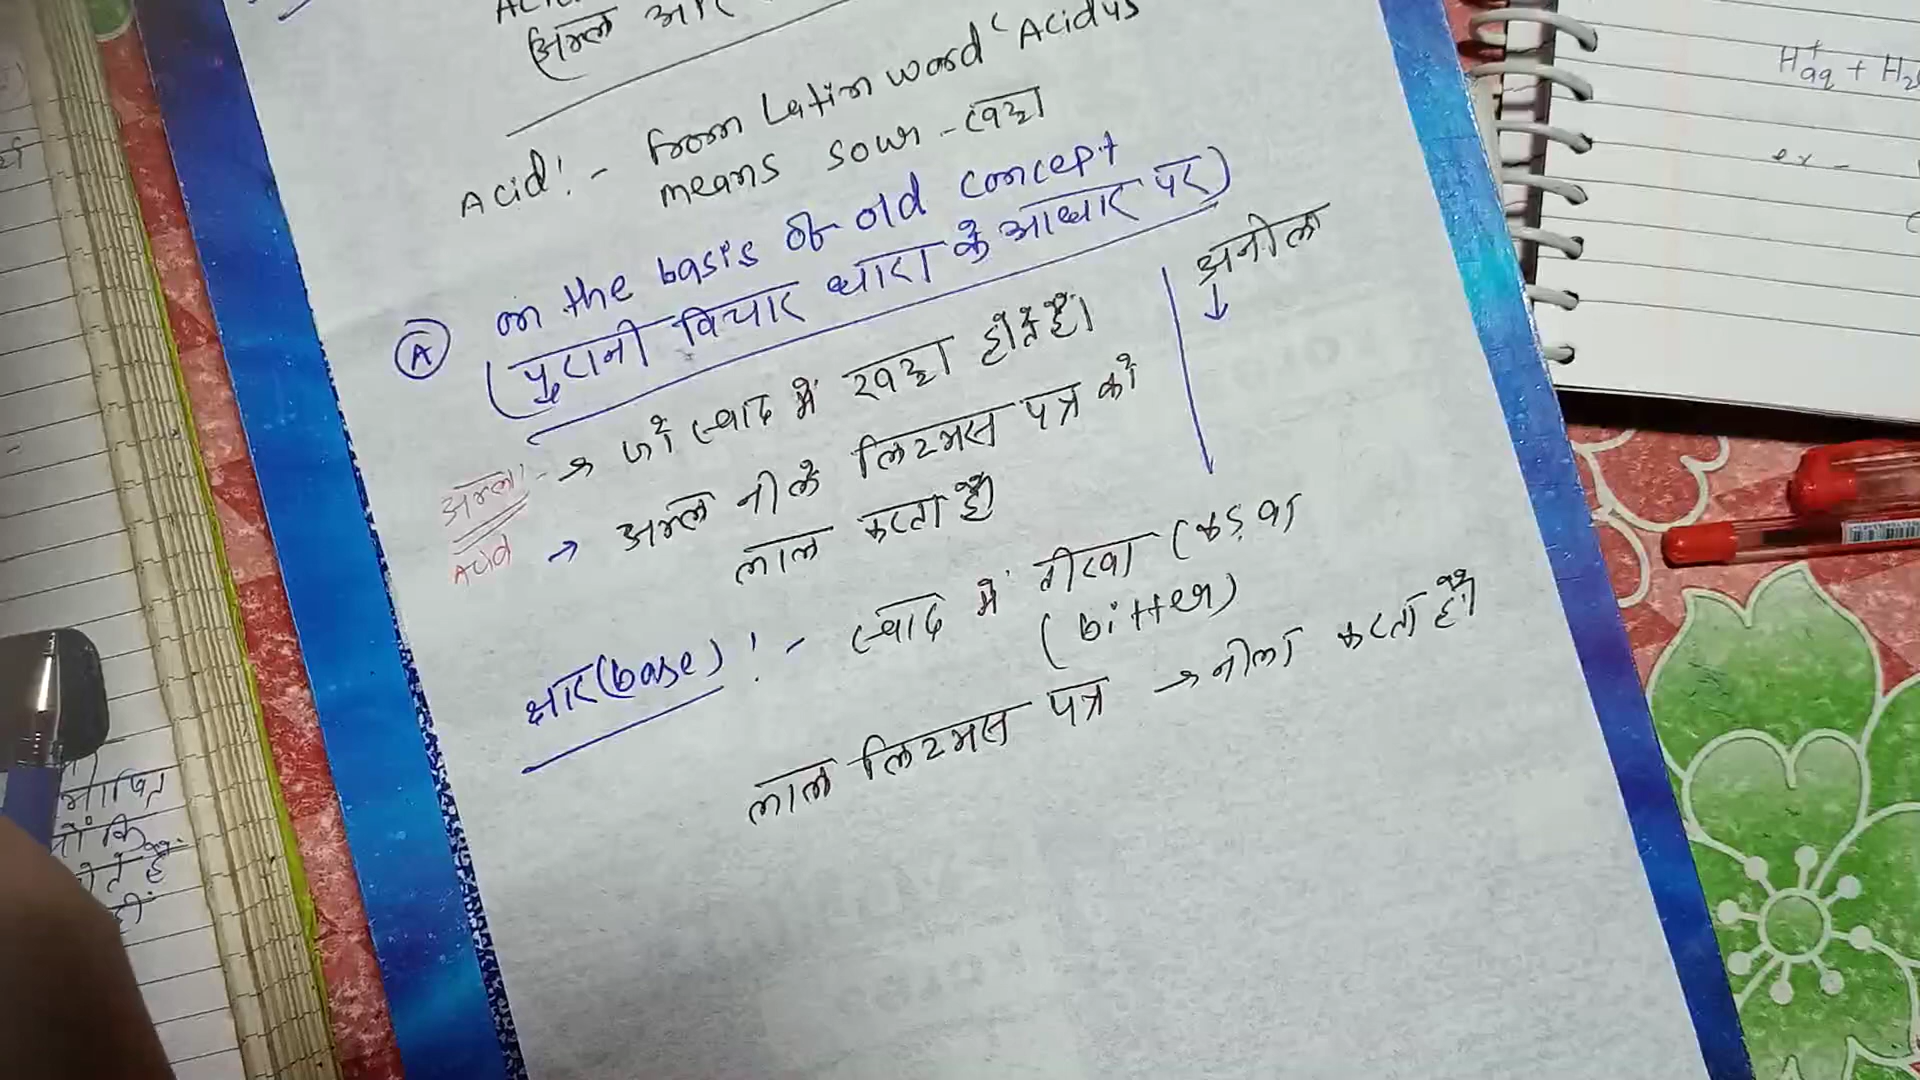 अम्ल और
Acid:- from Latin word 'Acidus
means sour - खट्टा
(A) on the basis of old concept
(पुरानी विचार धारा के आधार पर)
अम्ल:- → जो स्वाद में खट्टा होते हैं।
Acid → अम्ल नीले लिटमस पत्र को
लाल करता है।
क्षार(base):- स्वाद में तीखा (कड़वा
(bitter)
लाल लिटमस पत्र → नीला करता है।
H⁺aq + H₂
ex -